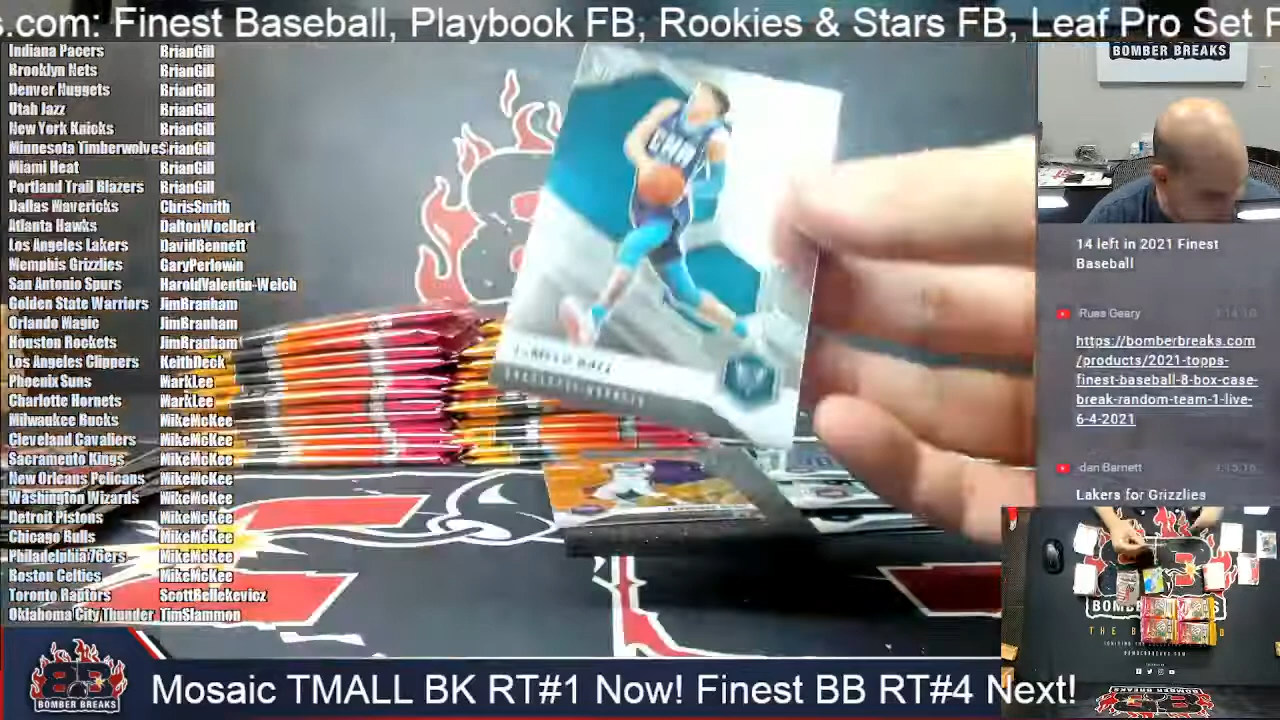 s.com: Finest Baseball, Playbook FB, Rookies & Stars FB, Leaf Pro Set F
Indiana Pacers BrianGill
Brooklyn Nets BrianGill
Denver Nuggets BrianGill
Utah Jazz BrianGill
New York Knicks BrianGill
Minnesota Timberwolves BrianGill
Miami Heat BrianGill
Portland Trail Blazers BrianGill
Dallas Mavericks ChrisSmith
Atlanta Hawks DaltonWoellert
Los Angeles Lakers DavidBennett
Memphis Grizzlies GaryPerlowin
San Antonio Spurs HaroldValentin-Welch
Golden State Warriors JimBranham
Orlando Magic JimBranham
Houston Rockets JimBranham
Los Angeles Clippers KeithDeck
Phoenix Suns MarkLee
Charlotte Hornets MarkLee
Milwaukee Bucks MikeMcKee
Cleveland Cavaliers MikeMcKee
Sacramento Kings MikeMcKee
New Orleans Pelicans MikeMcKee
Washington Wizards MikeMcKee
Detroit Pistons MikeMcKee
Chicago Bulls MikeMcKee
Philadelphia 76ers MikeMcKee
Boston Celtics MikeMcKee
Toronto Raptors ScottBellekevicz
Oklahoma City Thunder TimSlammon
CHA
LaMELO BALL
CHARLOTTE HORNETS
BOMBER BREAKS
14 left in 2021 Finest
Baseball
Russ Geary
https://bomberbreaks.com
/products/2021-topps-
finest-baseball-8-box-case-
break-random-team-1-live-
6-4-2021
dan Barnett
Lakers for Grizzlies
BOMBER BREAKS
Mosaic TMALL BK RT#1 Now! Finest BB RT#4 Next!